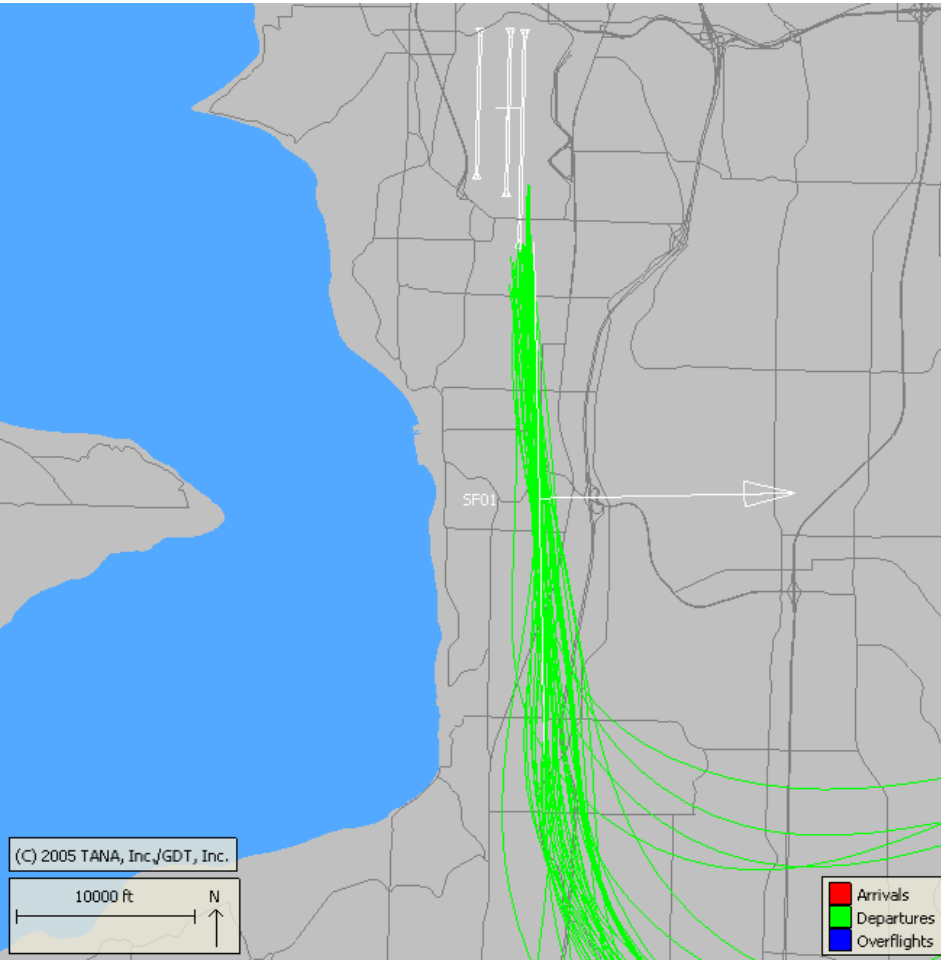 SF01
(C) 2005 TANA, Inc./GDT, Inc.
10000 ft
N
Arrivals
Departures
Overflights